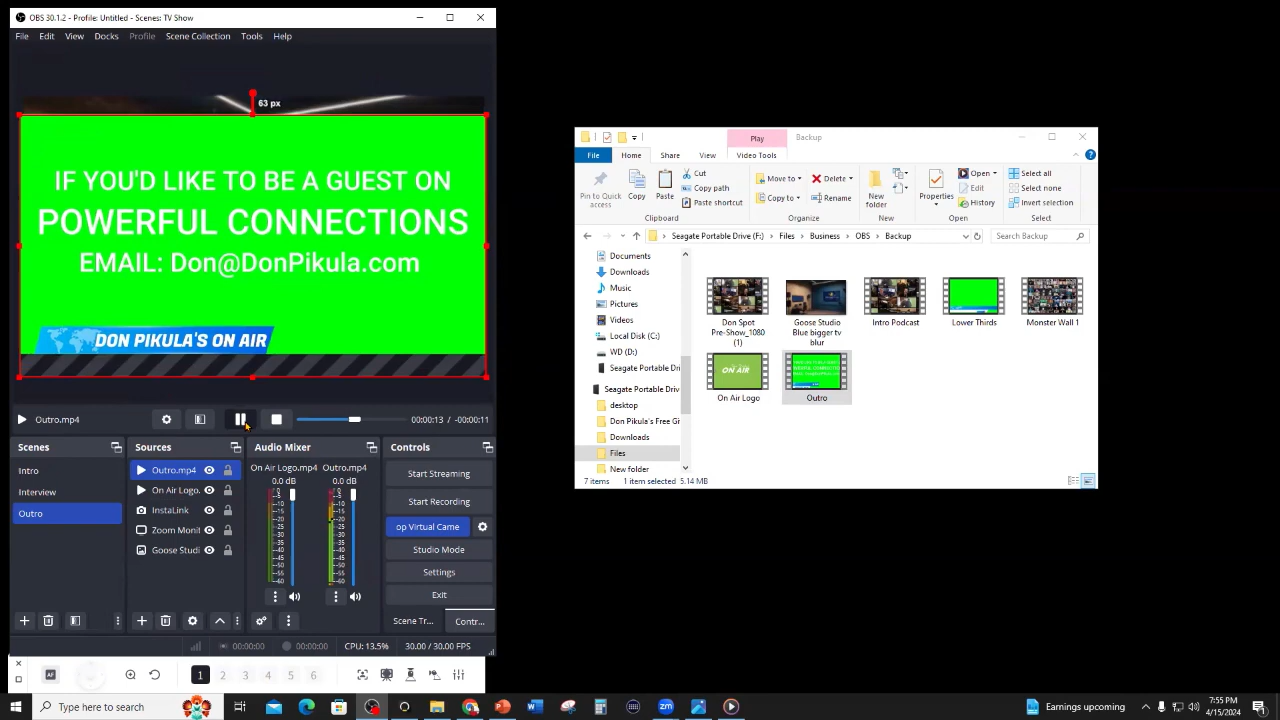 OBS 30.1.2 - Profile: Untitled - Scenes: TV Show
File Edit View Docks Profile Scene Collection Tools Help
63 px
IF YOU'D LIKE TO BE A GUEST ON
POWERFUL CONNECTIONS
EMAIL: Don@DonPikula.com
DON PIKULA'S ON AIR
Outro.mp4
00:00:13 / -00:00:11
Scenes
Intro
Interview
Outro
Sources
Outro.mp4
On Air Logo.
InstaLink
Zoom Monit
Goose Studi
Audio Mixer
On Air Logo.mp4 Outro.mp4
0.0 dB 0.0 dB
Controls
Start Streaming
Start Recording
op Virtual Came
Studio Mode
Settings
Exit
Scene Tr... Contr...
00:00:00 00:00:00 CPU: 13.5% 30.00 / 30.00 FPS
AF 1 2 3 4 5 6
Play Backup
File Home Share View Video Tools
Pin to Quick access
Copy
Paste
Cut
Copy path
Paste shortcut
Clipboard
Move to
Copy to
Delete
Rename
Organize
New folder
New
Properties
Open
Edit
History
Open
Select all
Select none
Invert selection
Select
Seagate Portable Drive (F:) Files Business OBS Backup
Search Backup
Documents
Downloads
Music
Pictures
Videos
Local Disk (C:)
WD (D:)
Seagate Portable Dr
Seagate Portable Drive
desktop
Don Pikula's Free Gr
Downloads
Files
New folder
Don Spot Pre-Show_1080 (1)
Goose Studio Blue bigger tv blur
Intro Podcast
Lower Thirds
Monster Wall 1
ON AIR
On Air Logo
Outro
7 items 1 item selected 5.14 MB
Type here to search
Earnings upcoming
7:55 PM
4/15/2024